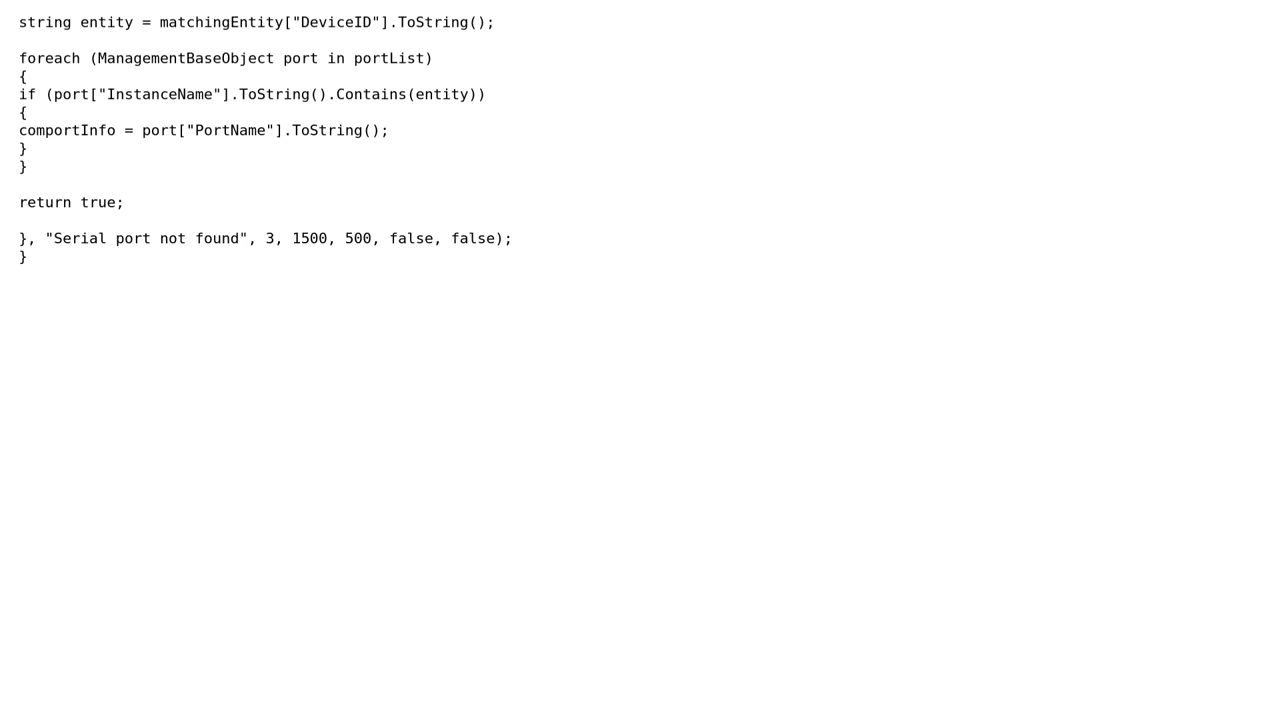 string entity = matchingEntity["DeviceID"].ToString();

foreach (ManagementBaseObject port in portList)
{
if (port["InstanceName"].ToString().Contains(entity))
{
comportInfo = port["PortName"].ToString();
}
}

return true;

}, "Serial port not found", 3, 1500, 500, false, false);
}